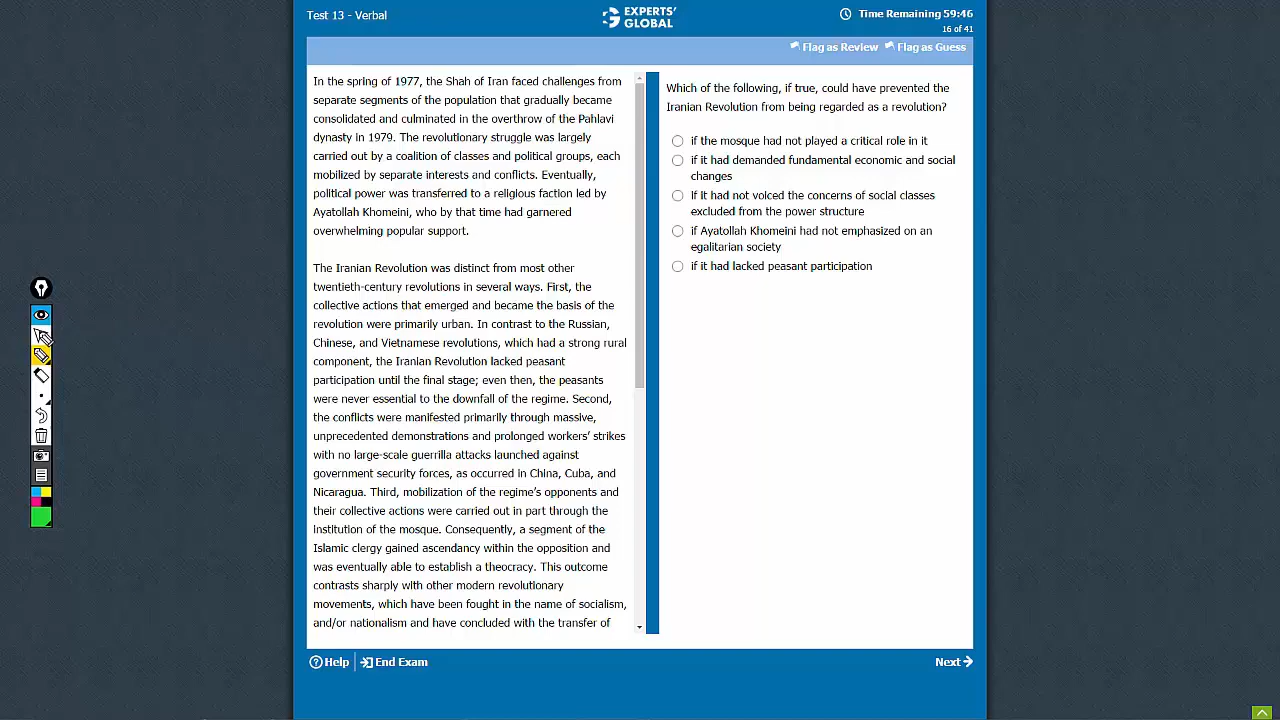 Test 13 - Verbal
EXPERTS'
GLOBAL
Time Remaining 59:46
16 of 41
Flag as Review
Flag as Guess
In the spring of 1977, the Shah of Iran faced challenges from
separate segments of the population that gradually became
consolidated and culminated in the overthrow of the Pahlavi
dynasty in 1979. The revolutionary struggle was largely
carried out by a coalition of classes and political groups, each
mobilized by separate interests and conflicts. Eventually,
political power was transferred to a religious faction led by
Ayatollah Khomeini, who by that time had garnered
overwhelming popular support.
The Iranian Revolution was distinct from most other
twentieth-century revolutions in several ways. First, the
collective actions that emerged and became the basis of the
revolution were primarily urban. In contrast to the Russian,
Chinese, and Vietnamese revolutions, which had a strong rural
component, the Iranian Revolution lacked peasant
participation until the final stage; even then, the peasants
were never essential to the downfall of the regime. Second,
the conflicts were manifested primarily through massive,
unprecedented demonstrations and prolonged workers' strikes
with no large-scale guerrilla attacks launched against
government security forces, as occurred in China, Cuba, and
Nicaragua. Third, mobilization of the regime's opponents and
their collective actions were carried out in part through the
institution of the mosque. Consequently, a segment of the
Islamic clergy gained ascendancy within the opposition and
was eventually able to establish a theocracy. This outcome
contrasts sharply with other modern revolutionary
movements, which have been fought in the name of socialism,
and/or nationalism and have concluded with the transfer of
Which of the following, if true, could have prevented the
Iranian Revolution from being regarded as a revolution?
if the mosque had not played a critical role in it
if it had demanded fundamental economic and social
changes
if it had not voiced the concerns of social classes
excluded from the power structure
if Ayatollah Khomeini had not emphasized on an
egalitarian society
if it had lacked peasant participation
Help
End Exam
Next